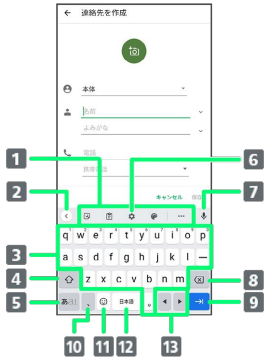 連絡先を作成
本体
名前
よみがな
電話
携帯電話
キャンセル
1
6
2
7
q w e r t y u i o p
3
a s d f g h j k l ー
4
z x c v b n m
8
5
あa1
、
日本語
。
9
10
11
12
13